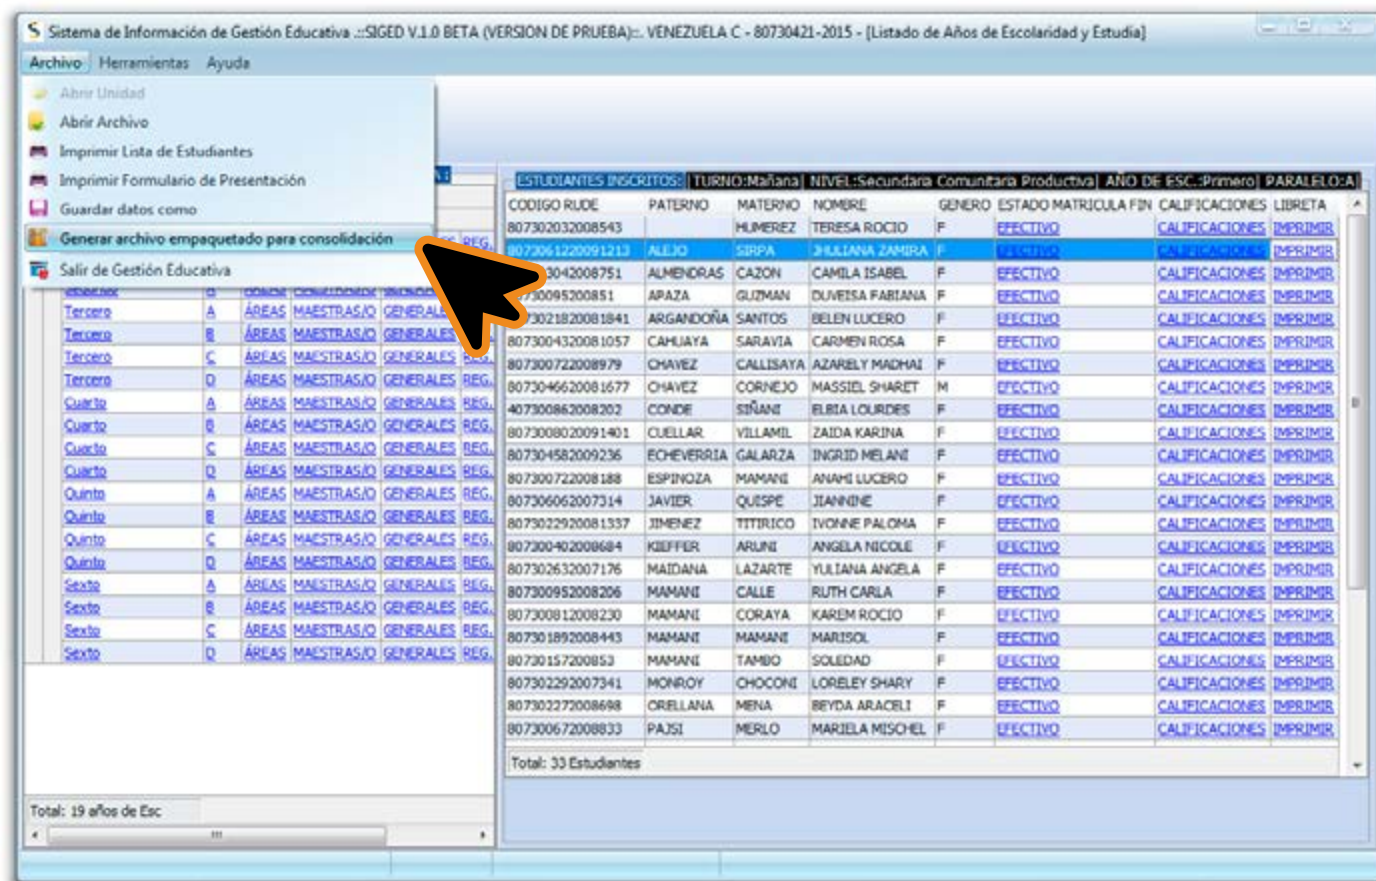 Sistema de Información de Gestión Educativa .::SIGED V.1.0 BETA (VERSION DE PRUEBA)::. VENEZUELA C - 80730421-2015 - [Listado de Años de Escolaridad y Estudia]
Archivo Herramientas Ayuda
Abrir Unidad
Abrir Archivo
Imprimir Lista de Estudiantes
Imprimir Formulario de Presentación
Guardar datos como
Generar archivo empaquetado para consolidación
Salir de Gestión Educativa
Tercero A ÁREAS MAESTRAS/O GENERALES
Tercero B ÁREAS MAESTRAS/O GENERALES
Tercero C ÁREAS MAESTRAS/O GENERALES REG.
Tercero D ÁREAS MAESTRAS/O GENERALES REG.
Cuarto A ÁREAS MAESTRAS/O GENERALES REG.
Cuarto B ÁREAS MAESTRAS/O GENERALES REG.
Cuarto C ÁREAS MAESTRAS/O GENERALES REG.
Cuarto D ÁREAS MAESTRAS/O GENERALES REG.
Quinto A ÁREAS MAESTRAS/O GENERALES REG.
Quinto B ÁREAS MAESTRAS/O GENERALES REG.
Quinto C ÁREAS MAESTRAS/O GENERALES REG.
Quinto D ÁREAS MAESTRAS/O GENERALES REG.
Sexto A ÁREAS MAESTRAS/O GENERALES REG.
Sexto B ÁREAS MAESTRAS/O GENERALES REG.
Sexto C ÁREAS MAESTRAS/O GENERALES REG.
Sexto D ÁREAS MAESTRAS/O GENERALES REG.
Total: 19 años de Esc
ESTUDIANTES INSCRITOS: |TURNO:Mañana| NIVEL:Secundaria Comunitaria Productiva| AÑO DE ESC.:Primero| PARALELO:A|
CODIGO RUDE PATERNO MATERNO NOMBRE GENERO ESTADO MATRICULA FIN CALIFICACIONES LIBRETA
807302032008543 HUMEREZ TERESA ROCIO F EFECTIVO CALIFICACIONES IMPRIMIR
8073061220091213 ALEJO SIRPA JHULIANA ZAMIRA F EFECTIVO CALIFICACIONES IMPRIMIR
3042008751 ALMENDRAS CAZON CAMILA ISABEL F EFECTIVO CALIFICACIONES IMPRIMIR
730095200851 APAZA GUZMAN DUVEISA FABIANA F EFECTIVO CALIFICACIONES IMPRIMIR
73021820081841 ARGANDOÑA SANTOS BELEN LUCERO F EFECTIVO CALIFICACIONES IMPRIMIR
8073004320081057 CAHUAYA SARAVIA CARMEN ROSA F EFECTIVO CALIFICACIONES IMPRIMIR
807300722008979 CHAVEZ CALLISAYA AZARELY MADHAI F EFECTIVO CALIFICACIONES IMPRIMIR
8073046620081677 CHAVEZ CORNEJO MASSIEL SHARET M EFECTIVO CALIFICACIONES IMPRIMIR
407300862008202 CONDE SIÑANI ELBIA LOURDES F EFECTIVO CALIFICACIONES IMPRIMIR
8073008020091401 CUELLAR VILLAMIL ZAIDA KARINA F EFECTIVO CALIFICACIONES IMPRIMIR
807304582009236 ECHEVERRIA GALARZA INGRID MELANI F EFECTIVO CALIFICACIONES IMPRIMIR
807300722008188 ESPINOZA MAMANI ANAHI LUCERO F EFECTIVO CALIFICACIONES IMPRIMIR
807306062007314 JAVIER QUISPE JIANNINE F EFECTIVO CALIFICACIONES IMPRIMIR
8073022920081337 JIMENEZ TITIRICO IVONNE PALOMA F EFECTIVO CALIFICACIONES IMPRIMIR
807300402008684 KIEFFER ARUNI ANGELA NICOLE F EFECTIVO CALIFICACIONES IMPRIMIR
807302632007176 MAIDANA LAZARTE YULIANA ANGELA F EFECTIVO CALIFICACIONES IMPRIMIR
807300952008206 MAMANI CALLE RUTH CARLA F EFECTIVO CALIFICACIONES IMPRIMIR
807300812008230 MAMANI CORAYA KAREM ROCIO F EFECTIVO CALIFICACIONES IMPRIMIR
807301892008443 MAMANI MAMANI MARISOL F EFECTIVO CALIFICACIONES IMPRIMIR
80730157200853 MAMANI TAMBO SOLEDAD F EFECTIVO CALIFICACIONES IMPRIMIR
807302292007341 MONROY CHOCONI LORELEY SHARY F EFECTIVO CALIFICACIONES IMPRIMIR
807302272008698 ORELLANA MENA BEYDA ARACELI F EFECTIVO CALIFICACIONES IMPRIMIR
807300672008833 PAJSI MERLO MARIELA MISCHEL F EFECTIVO CALIFICACIONES IMPRIMIR
Total: 33 Estudiantes